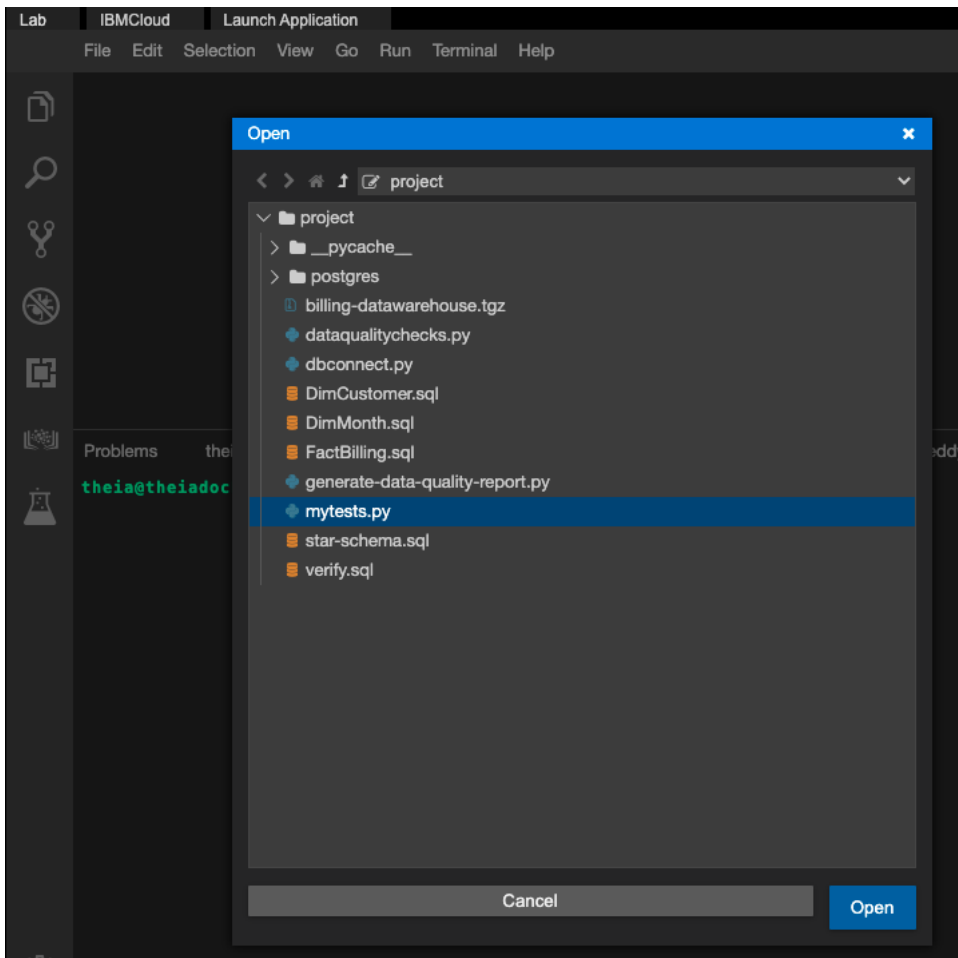 Lab IBMCloud Launch Application
File Edit Selection View Go Run Terminal Help
Open
project
project
__pycache__
postgres
billing-datawarehouse.tgz
dataqualitychecks.py
dbconnect.py
DimCustomer.sql
DimMonth.sql
FactBilling.sql
generate-data-quality-report.py
mytests.py
star-schema.sql
verify.sql
Problems thei
theia@theiadoc
Cancel
Open